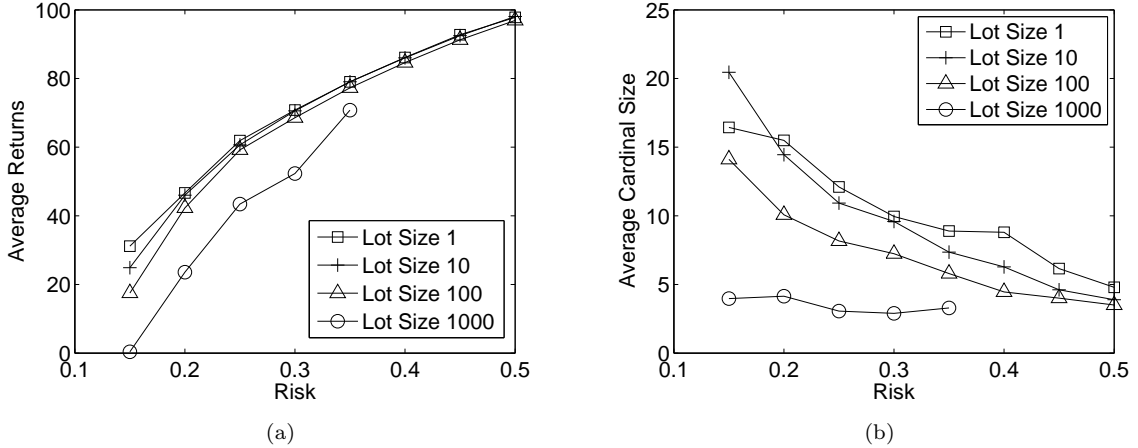 100
80
60
40
20
0
Average Returns
0.1 0.2 0.3 0.4 0.5
Risk
Lot Size 1
Lot Size 10
Lot Size 100
Lot Size 1000
(a)
25
20
15
10
5
0
Average Cardinal Size
0.1 0.2 0.3 0.4 0.5
Risk
Lot Size 1
Lot Size 10
Lot Size 100
Lot Size 1000
(b)